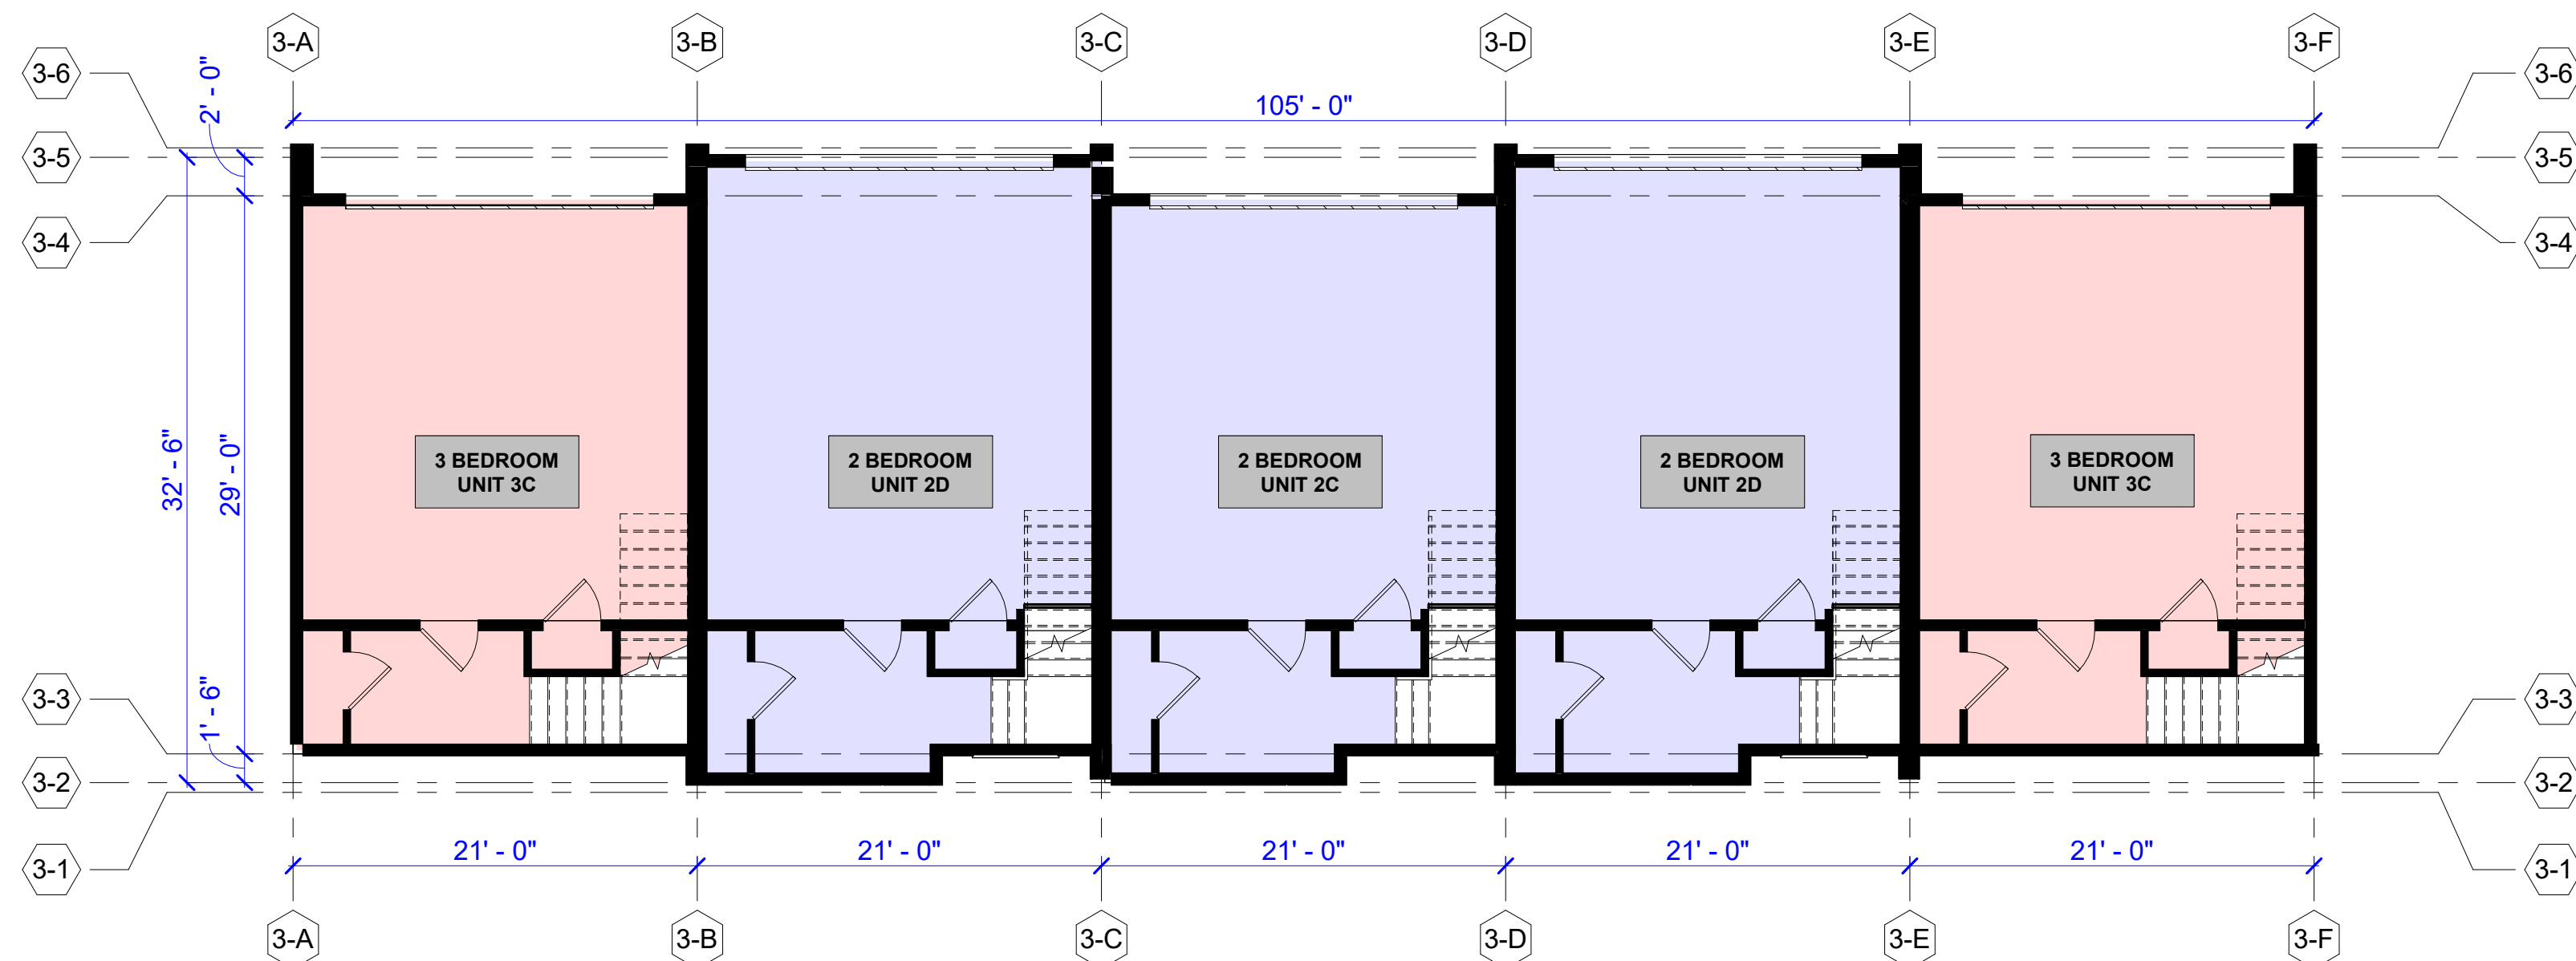 3-A
3-B
3-C
3-D
3-E
3-F
3-6
3-6
2' - 0"
105' - 0"
3-5
3-5
3-4
3-4
32' - 6"
29' - 0"
3 BEDROOM
UNIT 3C
2 BEDROOM
UNIT 2D
2 BEDROOM
UNIT 2C
2 BEDROOM
UNIT 2D
3 BEDROOM
UNIT 3C
3-3
3-3
1' - 6"
3-2
3-2
21' - 0"
21' - 0"
21' - 0"
21' - 0"
21' - 0"
3-1
3-1
3-A
3-B
3-C
3-D
3-E
3-F